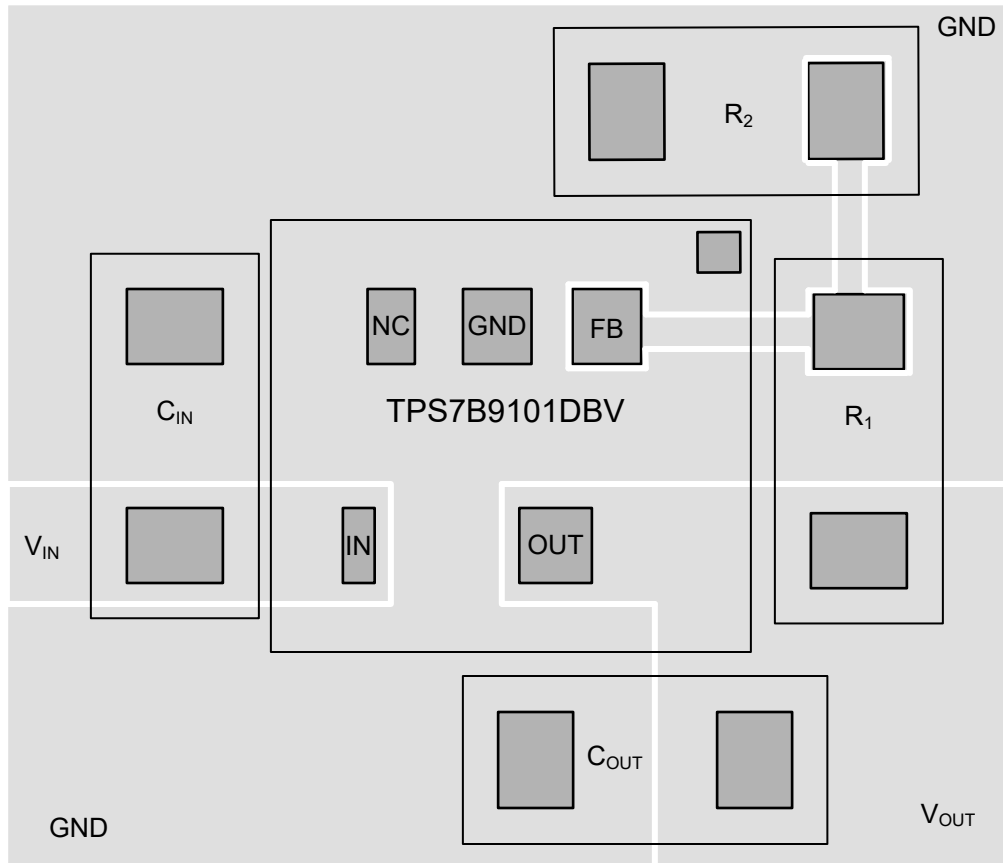 GND
R₂
NC GND FB
TPS7B9101DBV
C_IN
R₁
V_IN
IN OUT
C_OUT
V_OUT
GND